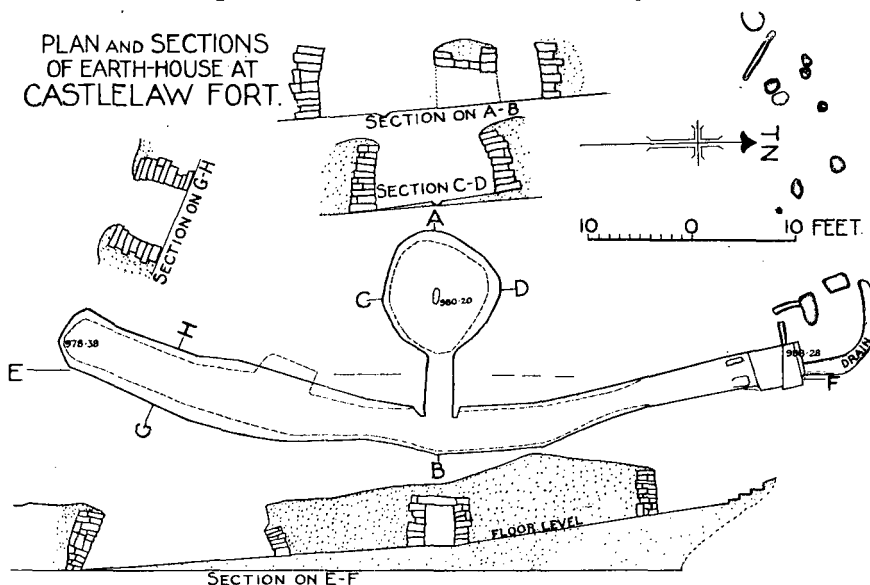 PLAN AND SECTIONS
OF EARTH-HOUSE AT
CASTLELAW FORT.
SECTION ON A-B
SECTION C-D
SECTION ON G-H
TN
10 0 10 FEET.
A
C
D
980·20
H
978·38
E
G
B
988·28
DRAIN
F
FLOOR LEVEL
SECTION ON E-F